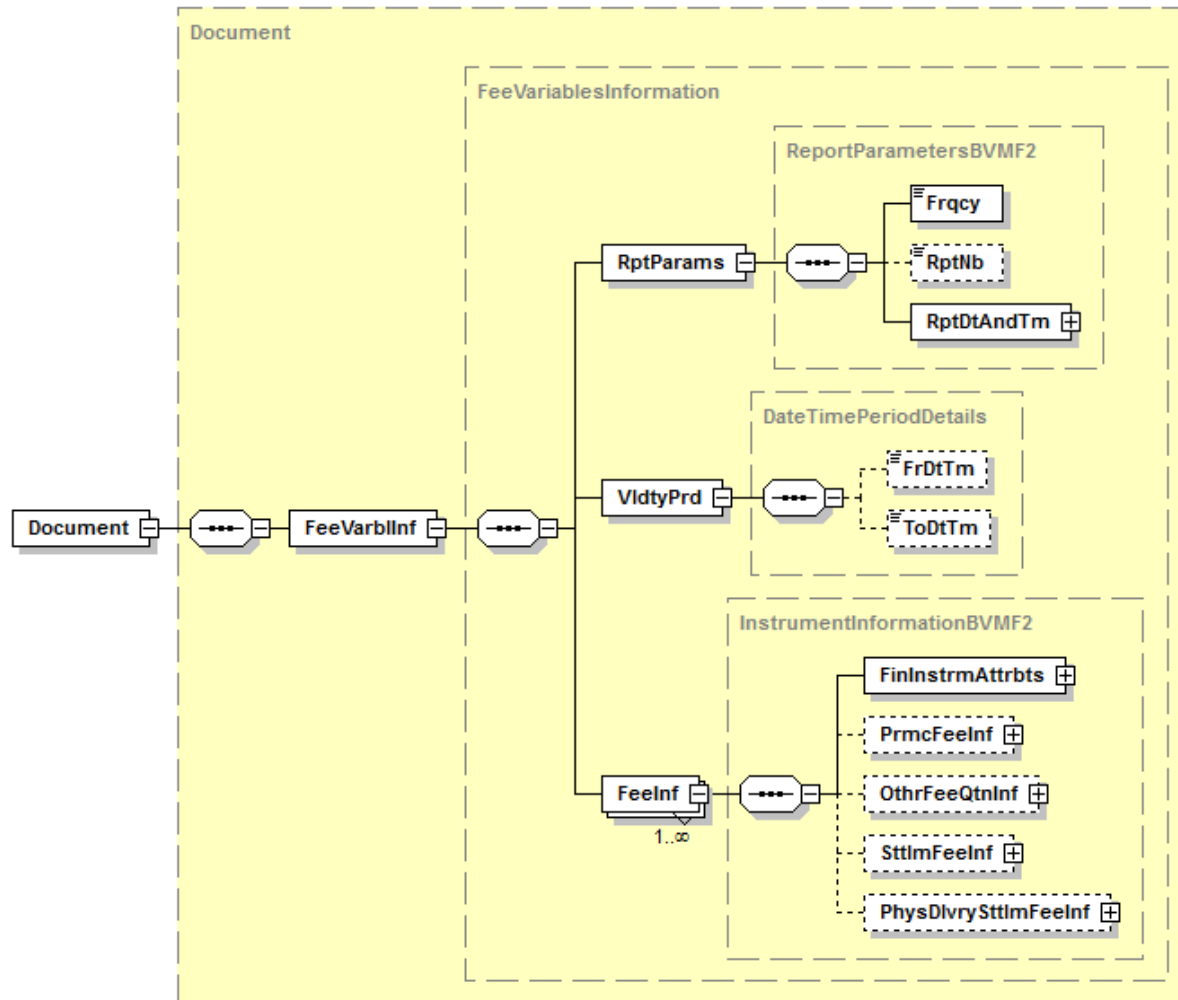 Document
FeeVariablesInformation
ReportParametersBVMF2
Frqcy
RptParams
RptNb
RptDtAndTm
DateTimePeriodDetails
FrDtTm
VldtyPrd
ToDtTm
Document
FeeVarblInf
InstrumentInformationBVMF2
FinInstrmAttrbts
PrmcFeeInf
FeeInf
1..∞
OthrFeeQtnInf
SttlmFeeInf
PhysDlvrySttlmFeeInf